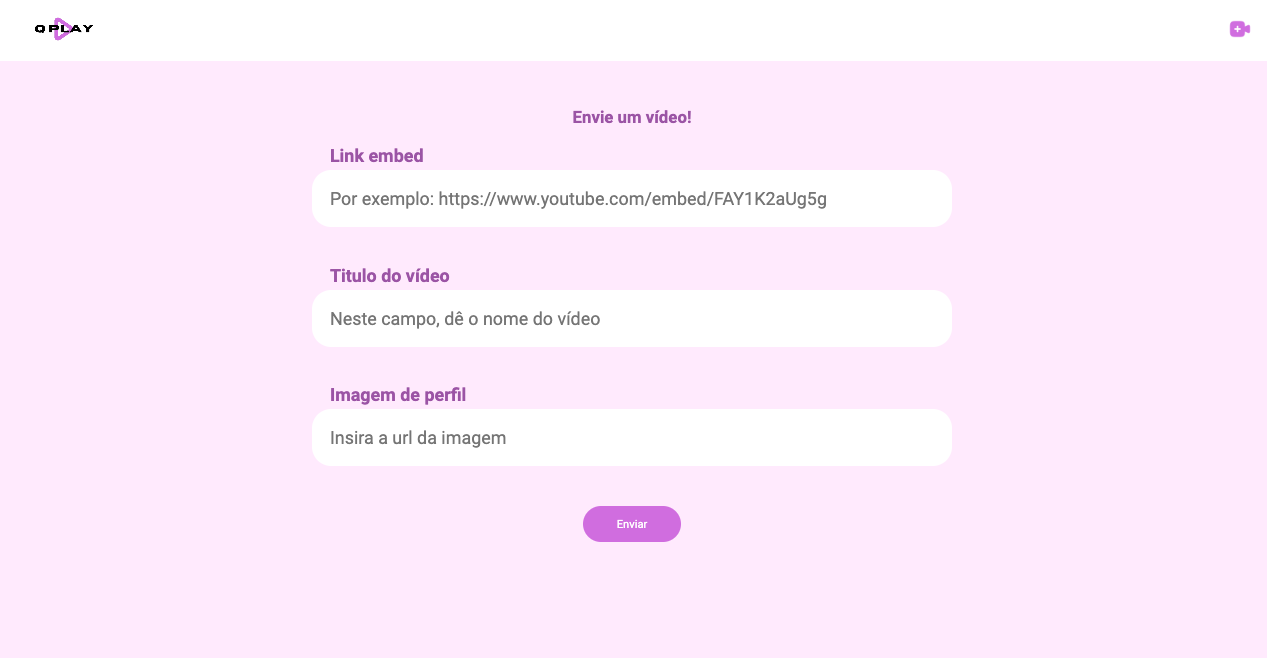 QPLAY
Envie um vídeo!
Link embed
Por exemplo: https://www.youtube.com/embed/FAY1K2aUg5g
Titulo do vídeo
Neste campo, dê o nome do vídeo
Imagem de perfil
Insira a url da imagem
Enviar